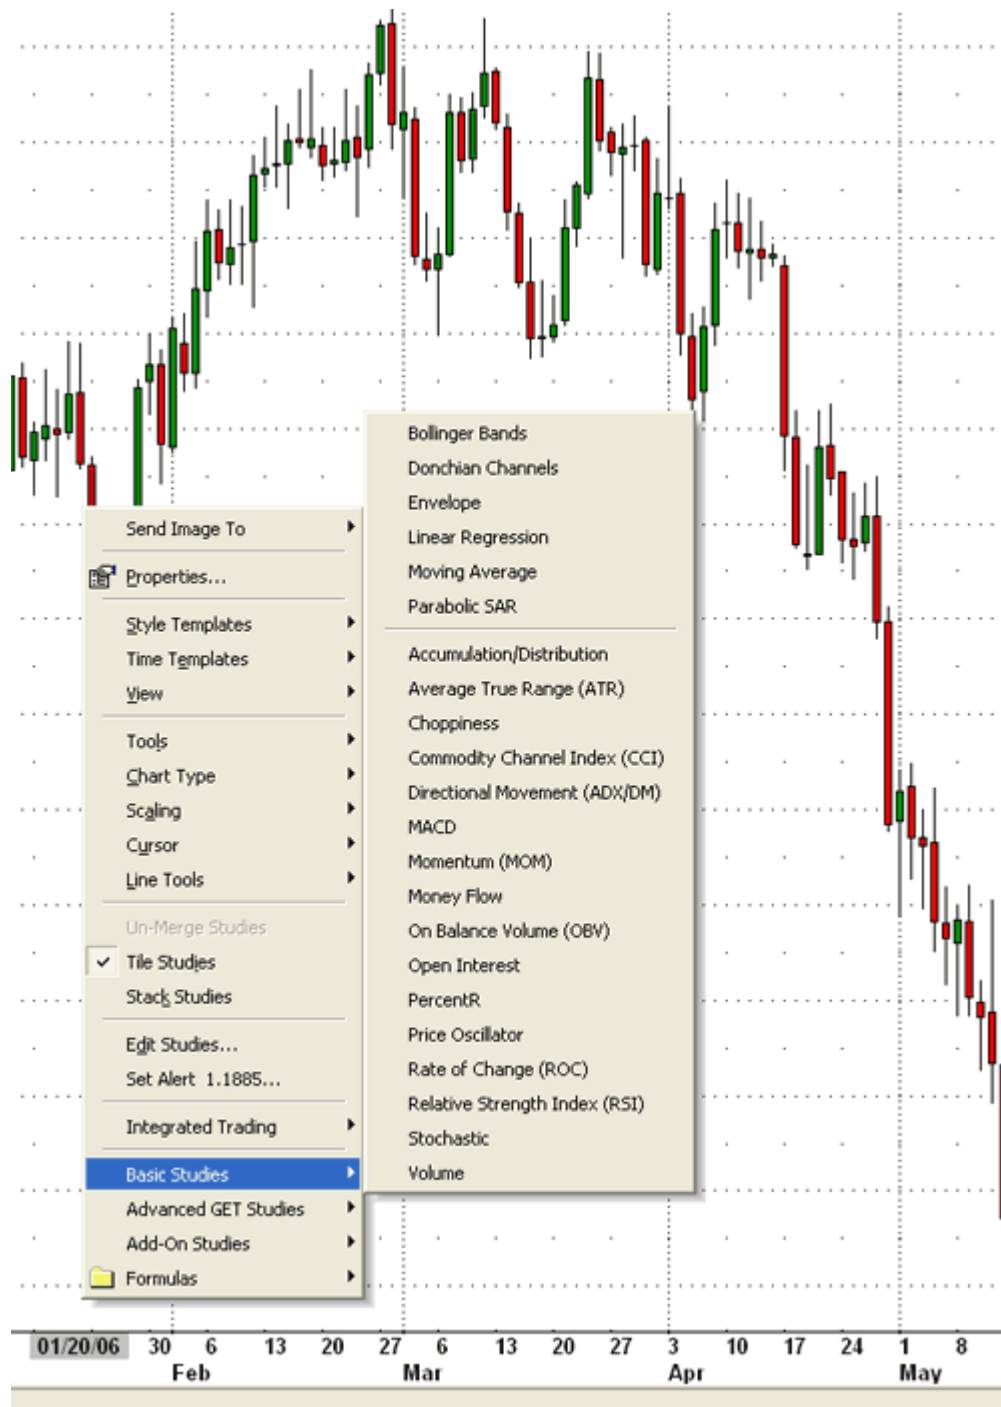 Send Image To
Properties...
Style Templates
Time Templates
View
Tools
Chart Type
Scaling
Cursor
Line Tools
Un-Merge Studies
Tile Studies
Stack Studies
Edit Studies...
Set Alert 1.1885...
Integrated Trading
Basic Studies
Advanced GET Studies
Add-On Studies
Formulas
Bollinger Bands
Donchian Channels
Envelope
Linear Regression
Moving Average
Parabolic SAR
Accumulation/Distribution
Average True Range (ATR)
Choppiness
Commodity Channel Index (CCI)
Directional Movement (ADX/DM)
MACD
Momentum (MOM)
Money Flow
On Balance Volume (OBV)
Open Interest
PercentR
Price Oscillator
Rate of Change (ROC)
Relative Strength Index (RSI)
Stochastic
Volume
01/20/06 30 6 13 20 27 6 13 20 27 3 10 17 24 1 8
Feb Mar Apr May